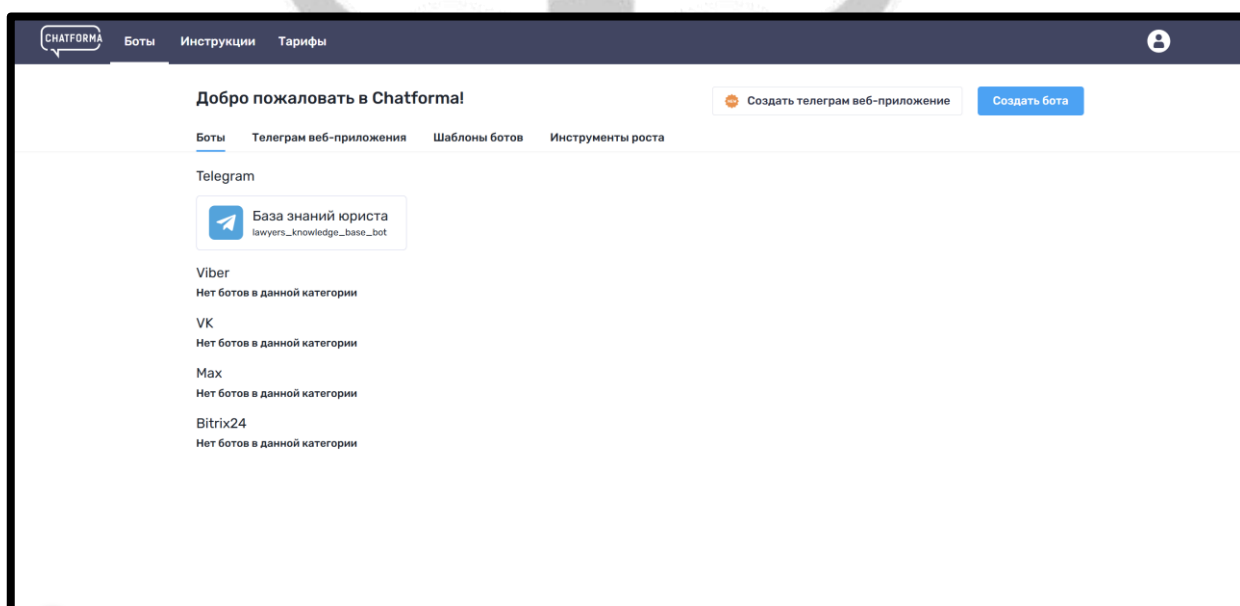 CHATFORMA Боты Инструкции Тарифы
Добро пожаловать в Chatforma! Создать телеграм веб-приложение Создать бота
Боты Телеграм веб-приложения Шаблоны ботов Инструменты роста
Telegram
База знаний юриста
lawyers_knowledge_base_bot
Viber
Нет ботов в данной категории
VK
Нет ботов в данной категории
Max
Нет ботов в данной категории
Bitrix24
Нет ботов в данной категории